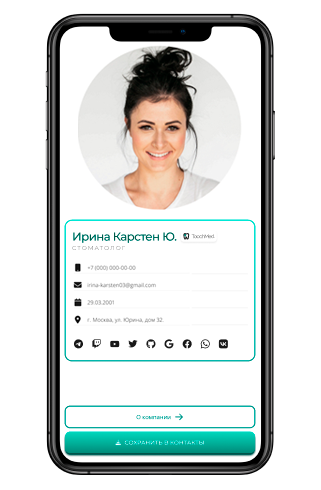 Ирина Карстен Ю. ToochMed
СТОМАТОЛОГ
+7 (000) 000-00-00
irina-karsten03@gmail.com
29.03.2001
г. Москва, ул. Юрина, дом 32
О компании →
СОХРАНИТЬ В КОНТАКТЫ